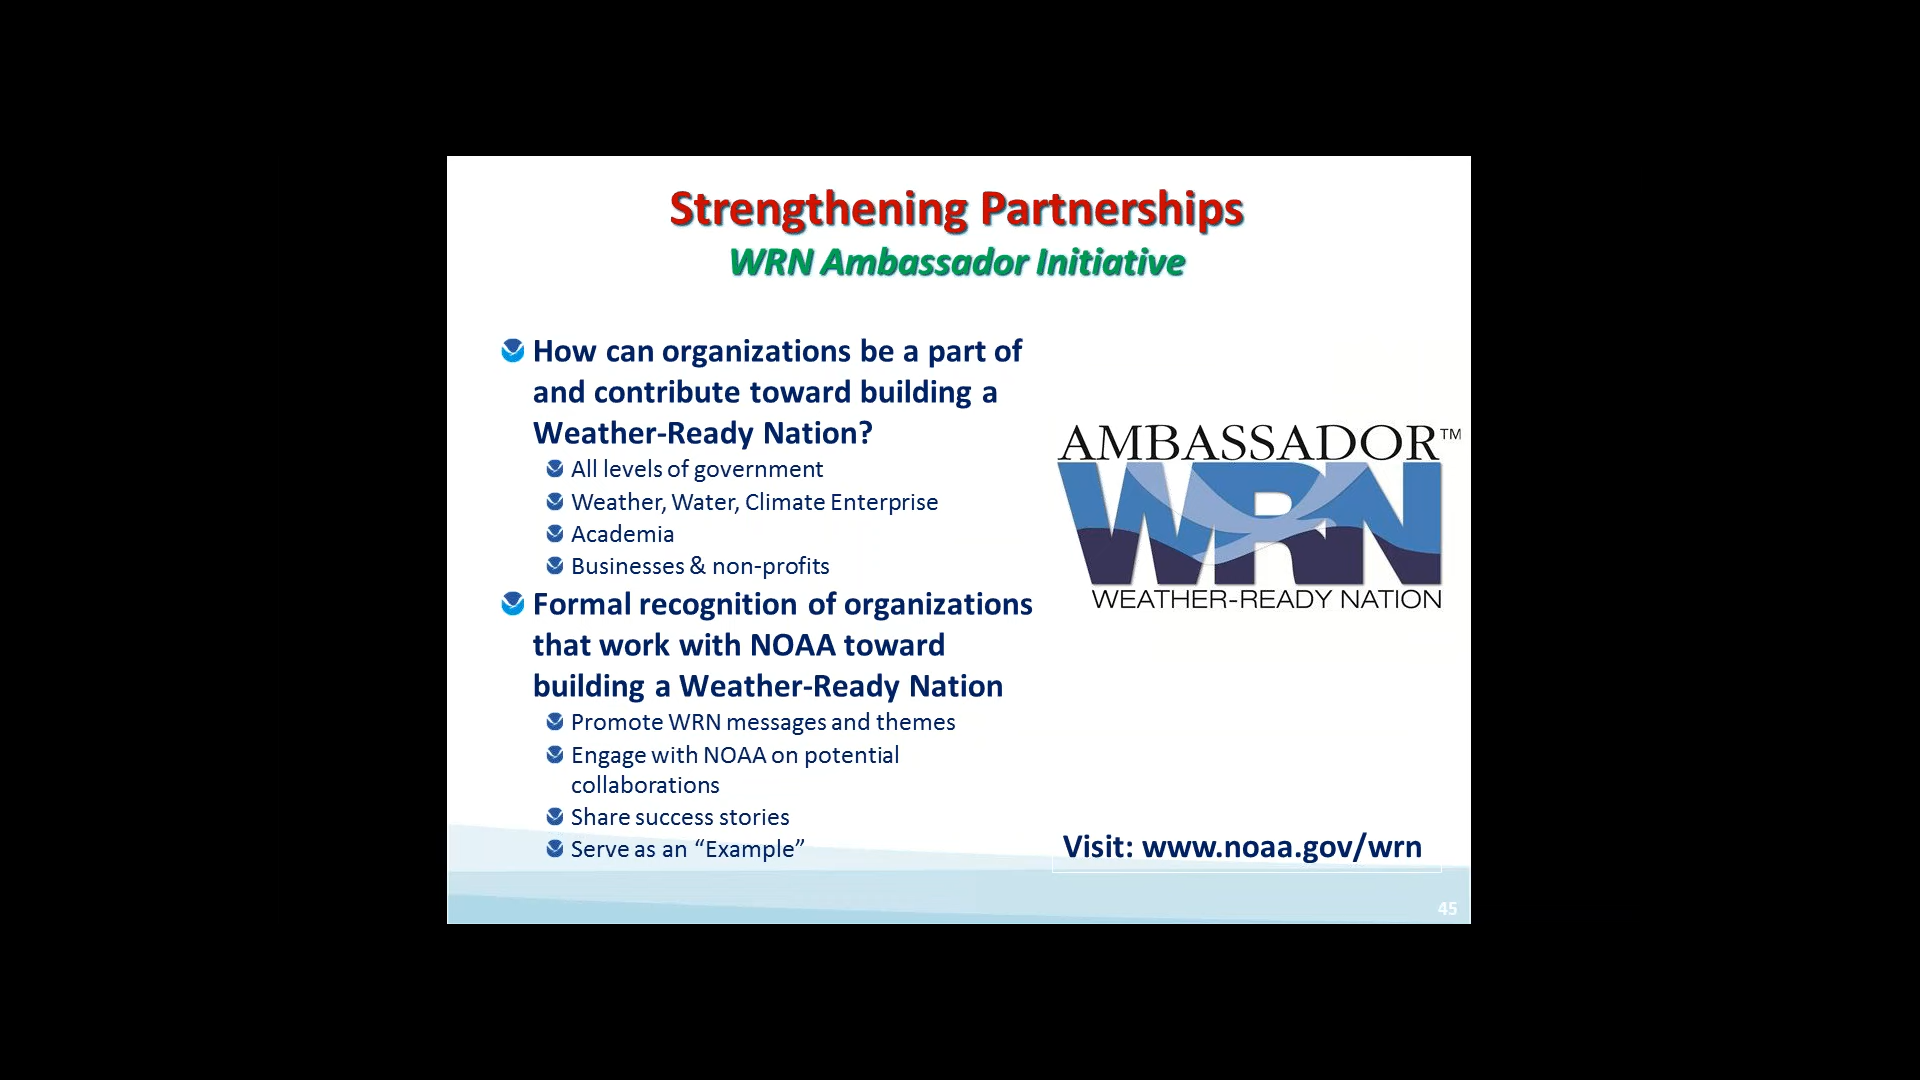 Strengthening Partnerships
WRN Ambassador Initiative
How can organizations be a part of
and contribute toward building a
Weather-Ready Nation?
All levels of government
Weather, Water, Climate Enterprise
Academia
Businesses & non-profits
Formal recognition of organizations
that work with NOAA toward
building a Weather-Ready Nation
Promote WRN messages and themes
Engage with NOAA on potential
collaborations
Share success stories
Serve as an “Example”
AMBASSADOR™
WRN
WEATHER-READY NATION
Visit: www.noaa.gov/wrn
45